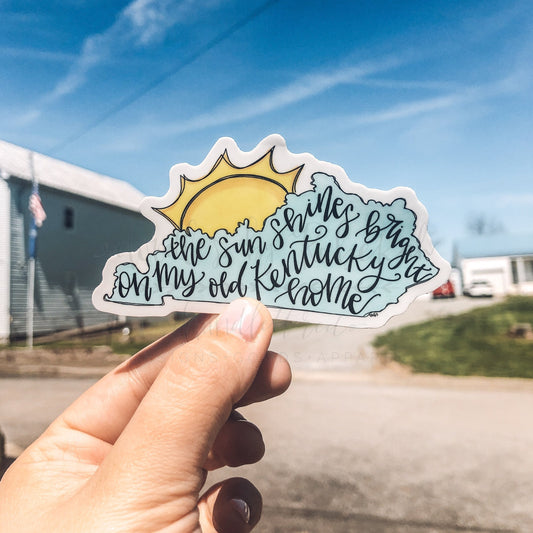 the sun shines bright
on my old Kentucky
home